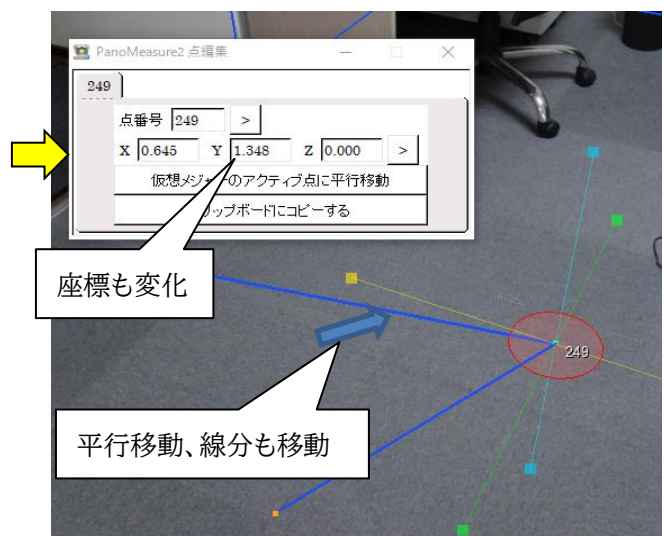 PanoMeasure2 点編集
249
点番号 249 >
X 0.645 Y 1.348 Z 0.000 >
仮想メジャーのアクティブ点に平行移動
リップボードにコピーする
座標も変化
249
平行移動、線分も移動